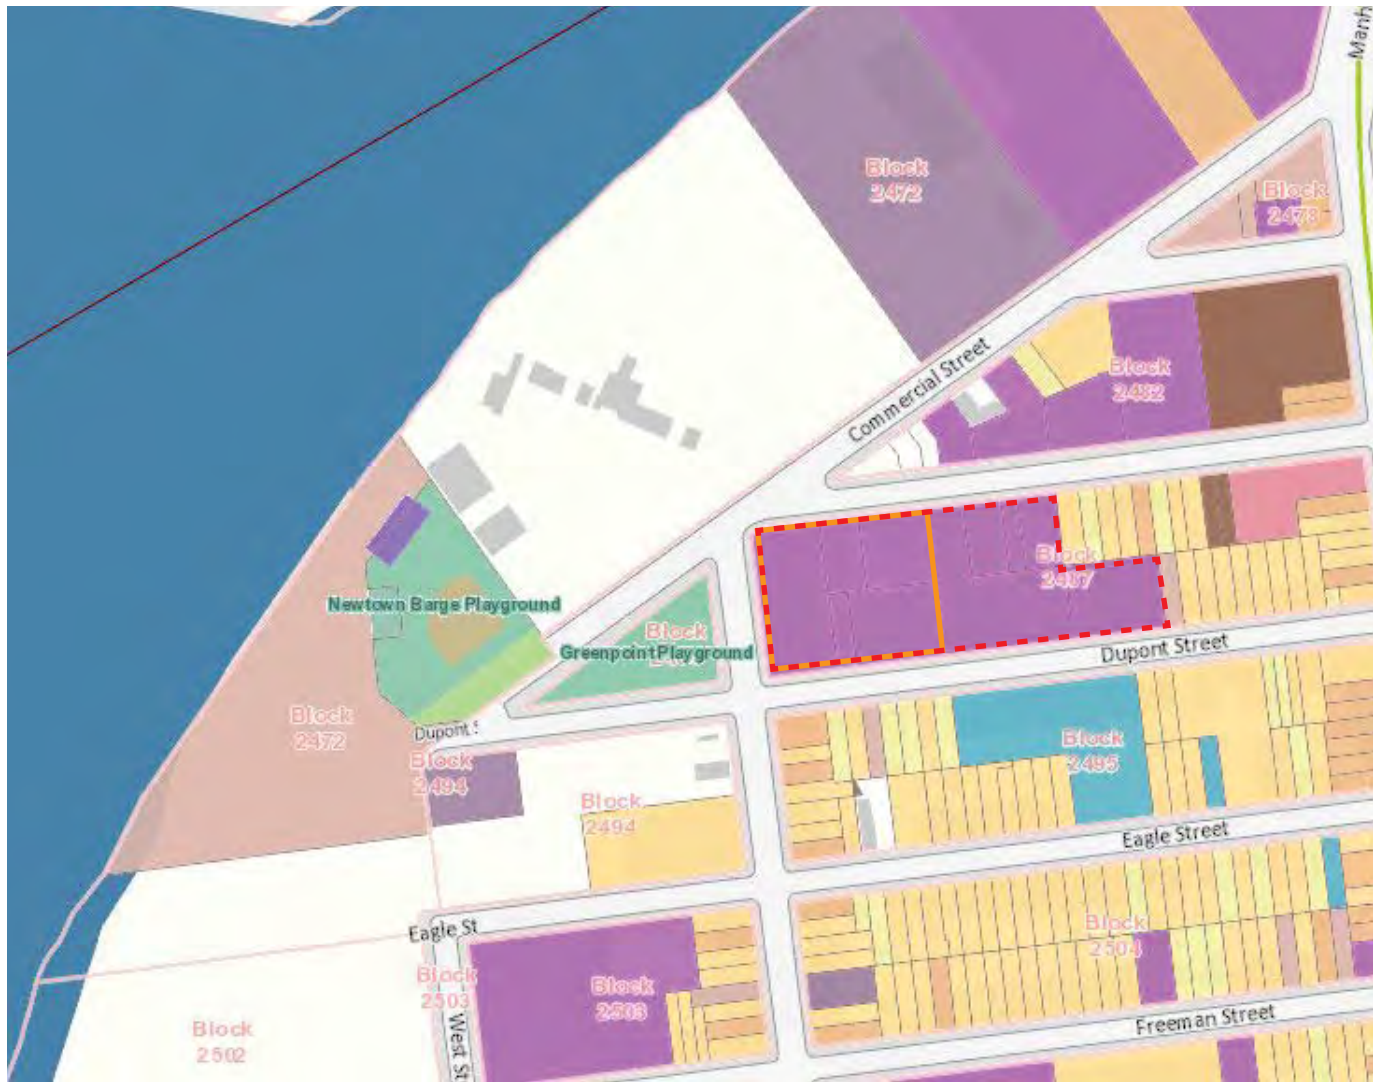 Manh
Block
2472
Block
2473
Commercial Street
Block
2482
Block
2487
Newtown Barge Playground
Block
Greenpoint Playground
Dupont Street
Block
2472
Dupont S
Block
2494
Block
2494
Block
2495
Eagle Street
Eagle St
Block
2503
Block
2503
Block
2504
Block
2502
West St
Freeman Street